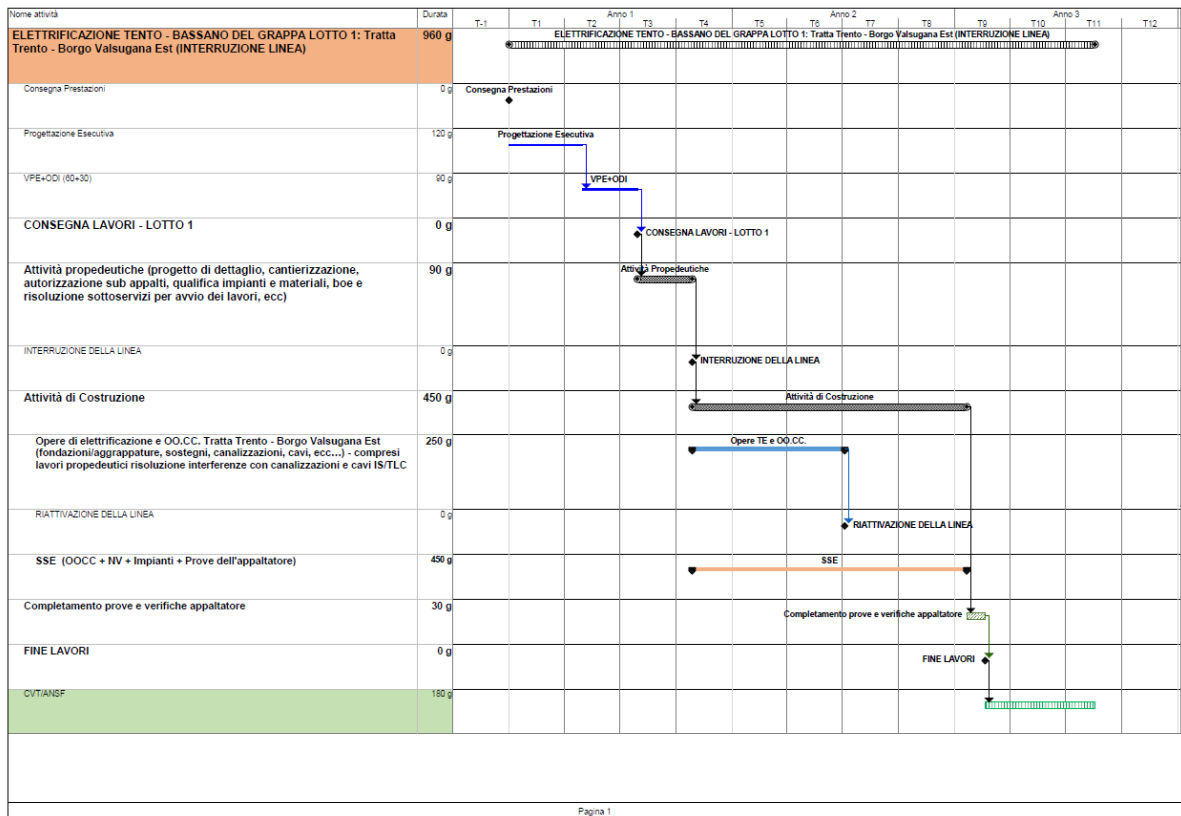 Nome attività Durata Anno 1 Anno 2 Anno 3
T-1 T1 T2 T3 T4 T5 T6 T7 T8 T9 T10 T11 T12
ELETTRIFICAZIONE TENTO - BASSANO DEL GRAPPA LOTTO 1: Tratta 960 g
Trento - Borgo Valsugana Est (INTERRUZIONE LINEA)
ELETTRIFICAZIONE TENTO - BASSANO DEL GRAPPA LOTTO 1: Tratta Trento - Borgo Valsugana Est (INTERRUZIONE LINEA)
Consegna Prestazioni 0 g Consegna Prestazioni
Progettazione Esecutiva 120 g Progettazione Esecutiva
VPE+ODI (60+30) 90 g VPE+ODI
CONSEGNA LAVORI - LOTTO 1 0 g CONSEGNA LAVORI - LOTTO 1
Attività propedeutiche (progetto di dettaglio, cantierizzazione, 90 g Attività Propedeutiche
autorizzazione sub appalti, qualifica impianti e materiali, boe e
risoluzione sottoservizi per avvio dei lavori, ecc)
INTERRUZIONE DELLA LINEA 0 g INTERRUZIONE DELLA LINEA
Attività di Costruzione 450 g Attività di Costruzione
Opere di elettrificazione e OO.CC. Tratta Trento - Borgo Valsugana Est 250 g Opere TE e OO.CC.
(fondazioni/aggrappature, sostegni, canalizzazioni, cavi, ecc...) - compresi
lavori propedeutici risoluzione interferenze con canalizzazioni e cavi IS/TLC
RIATTIVAZIONE DELLA LINEA 0 g RIATTIVAZIONE DELLA LINEA
SSE (OOCC + NV + Impianti + Prove dell'appaltatore) 450 g SSE
Completamento prove e verifiche appaltatore 30 g Completamento prove e verifiche appaltatore
FINE LAVORI 0 g FINE LAVORI
CVT/ANSF 180 g
Pagina 1